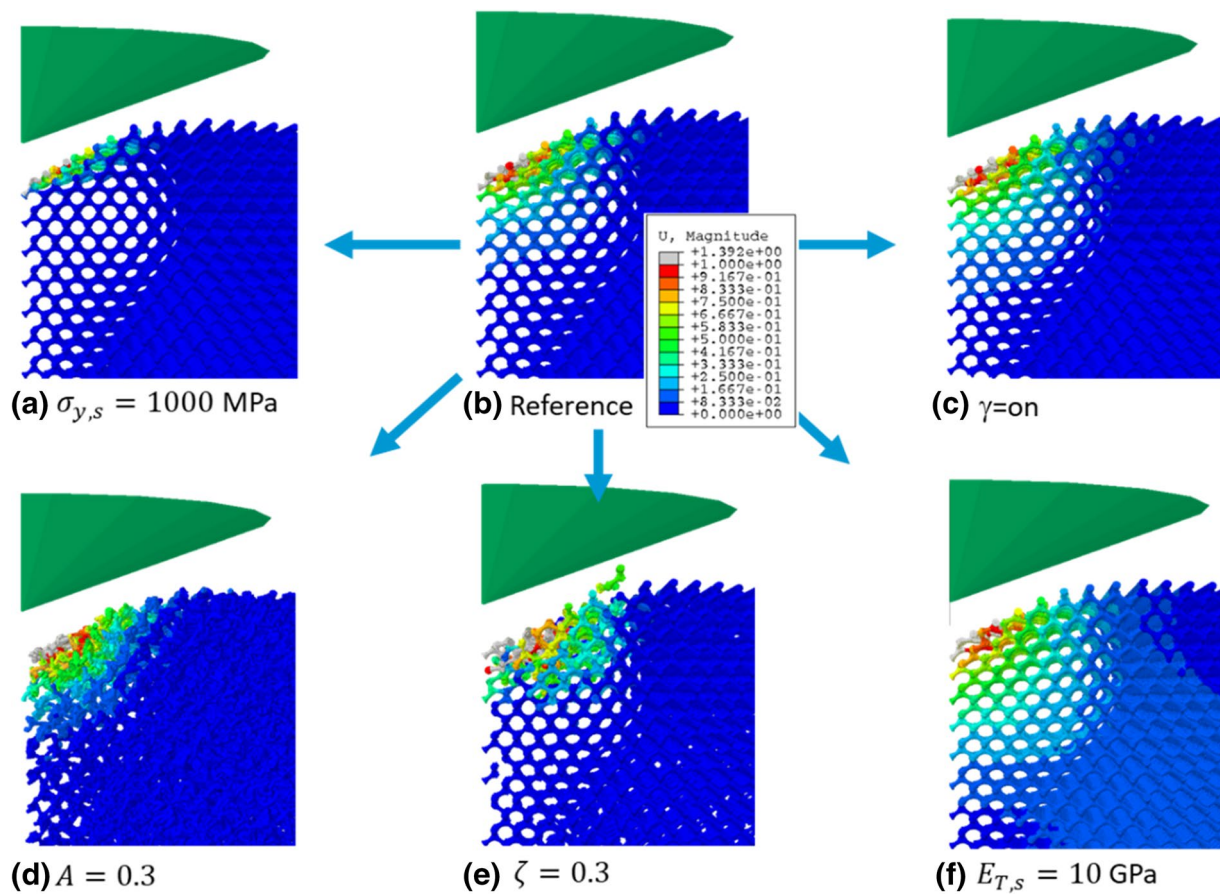 U, Magnitude
+1.392e+00
+1.000e+00
+9.167e-01
+8.333e-01
+7.500e-01
+6.667e-01
+5.833e-01
+5.000e-01
+4.167e-01
+3.333e-01
+2.500e-01
+1.667e-01
+8.333e-02
+0.000e+00
(a) σ_{y,s} = 1000 MPa
(b) Reference
(c) γ=on
(d) A = 0.3
(e) ζ = 0.3
(f) E_{T,s} = 10 GPa